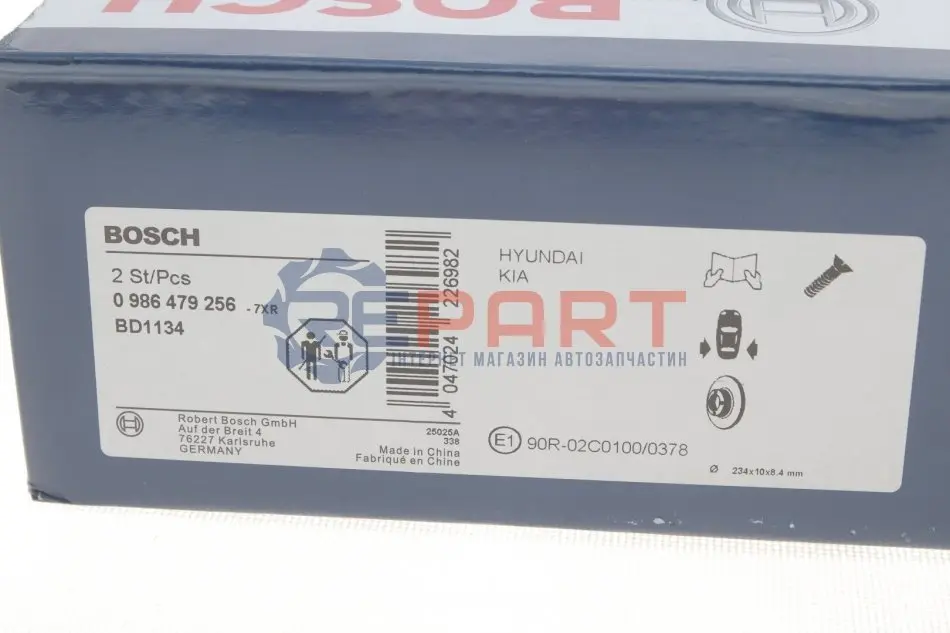 BOSCH
BOSCH
2 St/Pcs
0 986 479 256 - 7XR
BD1134
4 047024 226982
HYUNDAI
KIA
REPART
ІНТЕРНЕТ МАГАЗИН АВТОЗАПЧАСТИН
Robert Bosch GmbH
Auf der Breit 4
76227 Karlsruhe
GERMANY
25025A
338
Made in China
Fabriqué en Chine
E1 90R-02C0100/0378
Ø 234x10x8.4 mm